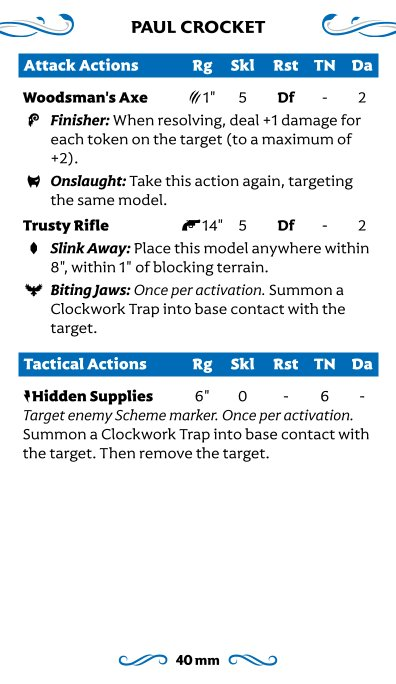 PAUL CROCKET
Attack Actions Rg Skl Rst TN Da
Woodsman's Axe 1" 5 Df - 2
Finisher: When resolving, deal +1 damage for
each token on the target (to a maximum of
+2).
Onslaught: Take this action again, targeting
the same model.
Trusty Rifle 14" 5 Df - 2
Slink Away: Place this model anywhere within
8", within 1" of blocking terrain.
Biting Jaws: Once per activation. Summon a
Clockwork Trap into base contact with the
target.
Tactical Actions Rg Skl Rst TN Da
Hidden Supplies 6" 0 - 6 -
Target enemy Scheme marker. Once per activation.
Summon a Clockwork Trap into base contact with
the target. Then remove the target.
40 mm